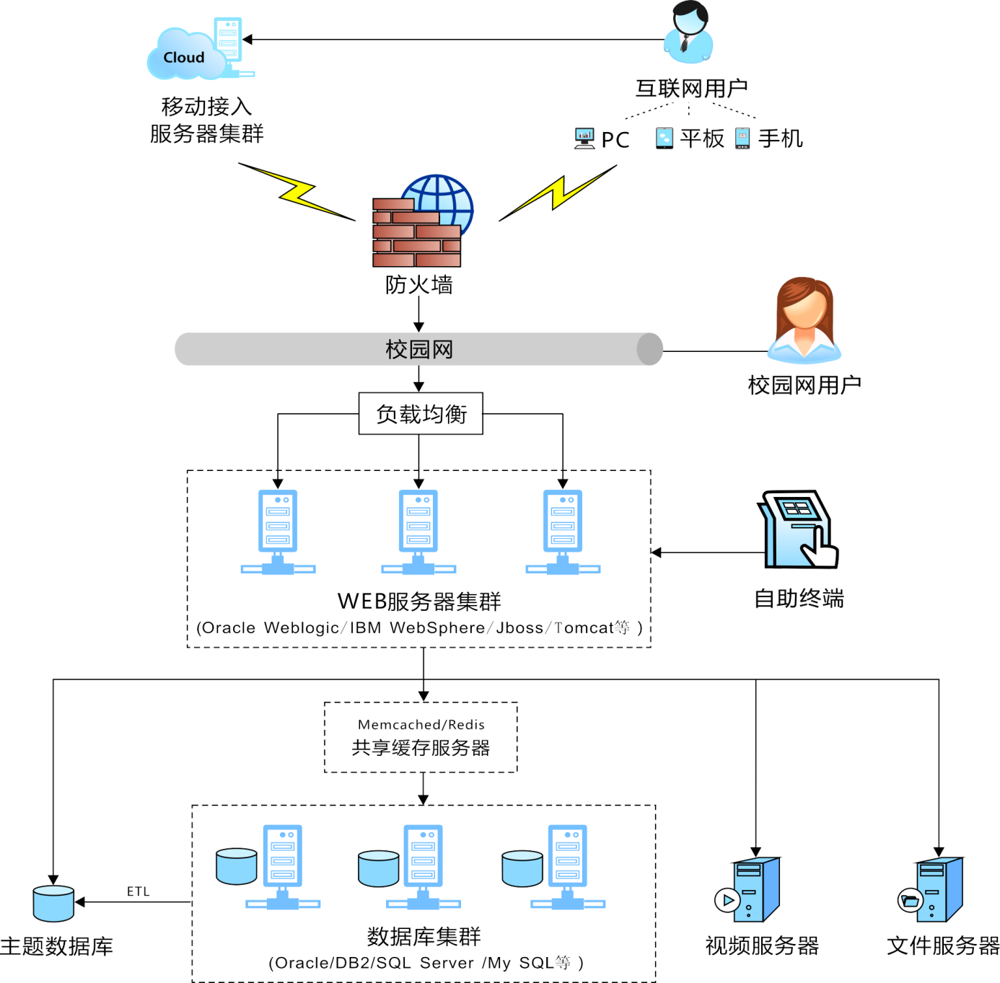 Cloud
移动接入
服务器集群
互联网用户
PC
平板
手机
防火墙
校园网
校园网用户
负载均衡
WEB服务器集群
(Oracle Weblogic/IBM WebSphere/Jboss/Tomcat等 )
自助终端
Memcached/Redis
共享缓存服务器
ETL
主题数据库
数据库集群
(Oracle/DB2/SQL Server /My SQL等 )
视频服务器
文件服务器